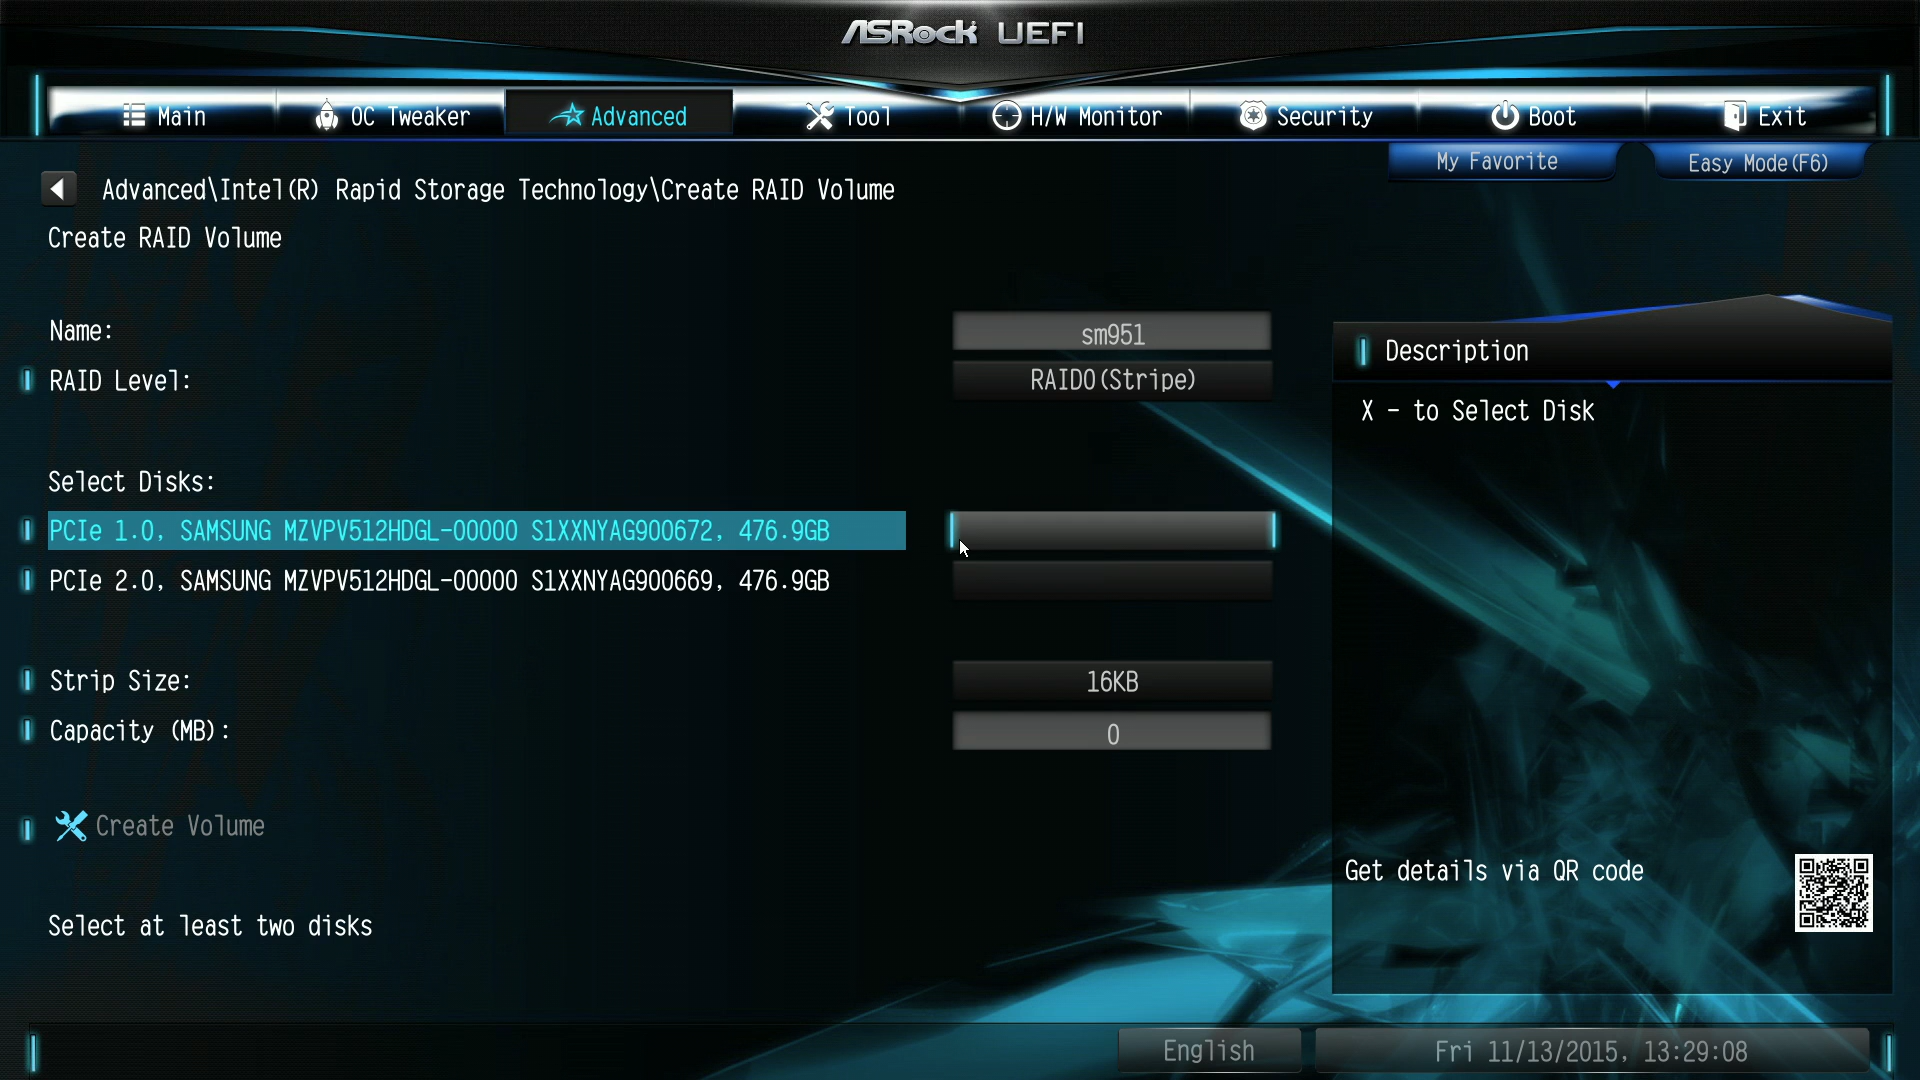 ASRock UEFI
Main
OC Tweaker
Advanced
Tool
H/W Monitor
Security
Boot
Exit
My Favorite
Easy Mode(F6)
Advanced\Intel(R) Rapid Storage Technology\Create RAID Volume
Create RAID Volume
Name: sm951
RAID Level: RAID0(Stripe)
Select Disks:
PCIe 1.0, SAMSUNG MZVPV512HDGL-00000 S1XXNYAG900672, 476.9GB
PCIe 2.0, SAMSUNG MZVPV512HDGL-00000 S1XXNYAG900669, 476.9GB
Strip Size: 16KB
Capacity (MB): 0
Create Volume
Select at least two disks
Description
X - to Select Disk
Get details via QR code
English
Fri 11/13/2015, 13:29:08